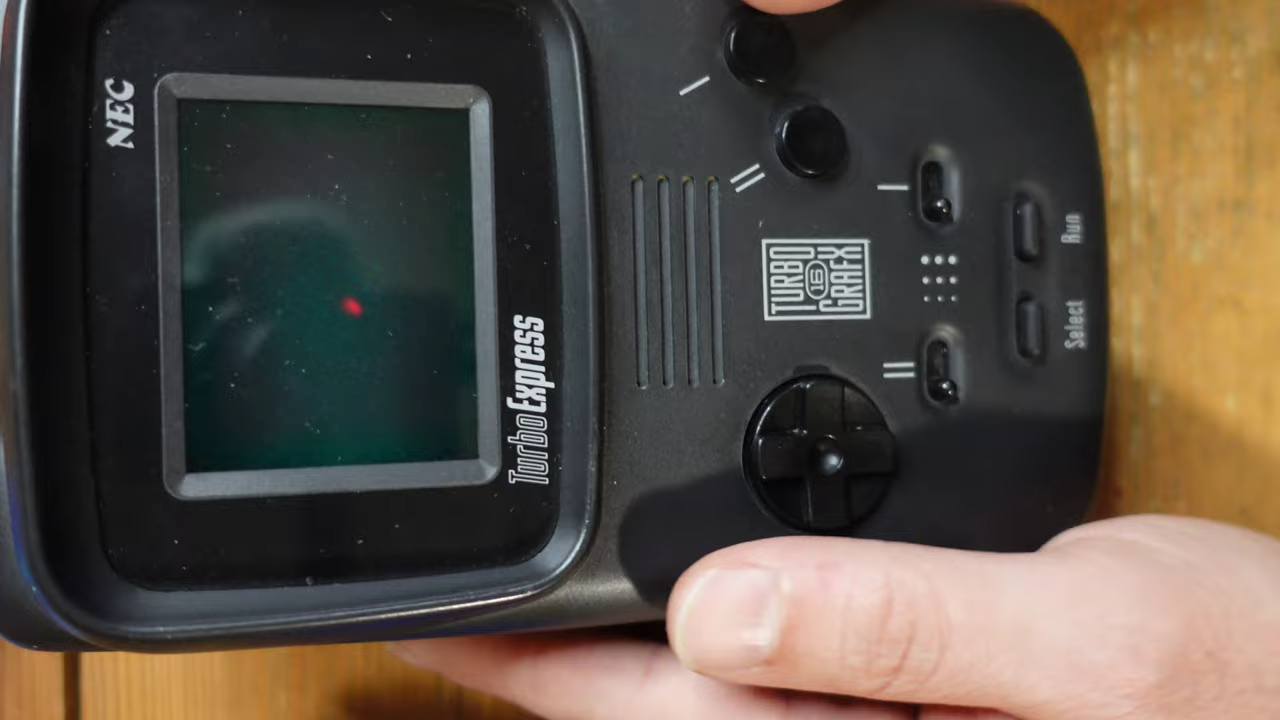 NEC
TurboExpress
I
II
TURBO
16
GRAFX
I
II
Select
Run